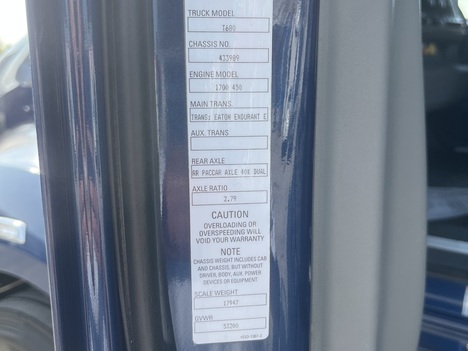 TRUCK MODEL
T680
CHASSIS NO.
433909
ENGINE MODEL
1700 450
MAIN TRANS.
TRANS: EATON ENDURANT E
AUX. TRANS.
REAR AXLE
RR PACCAR AXLE 40K DUAL
AXLE RATIO
2.79
CAUTION
OVERLOADING OR
OVERSPEEDING WILL
VOID YOUR WARRANTY
NOTE
CHASSIS WEIGHT INCLUDES CAB
AND CHASSIS, BUT WITHOUT
DRIVER, BODY, AUX. POWER
DEVICES OR EQUIPMENT
SCALE WEIGHT
17947
GVWR